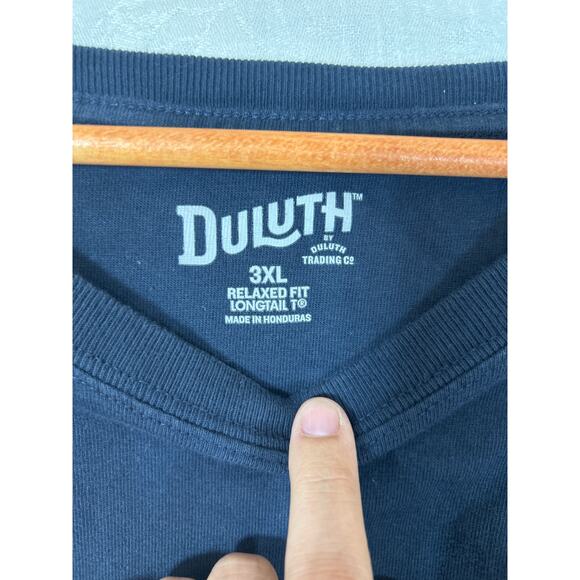 DULUTH™
BY
DULUTH
TRADING Cº
3XL
RELAXED FIT
LONGTAIL T®
MADE IN HONDURAS